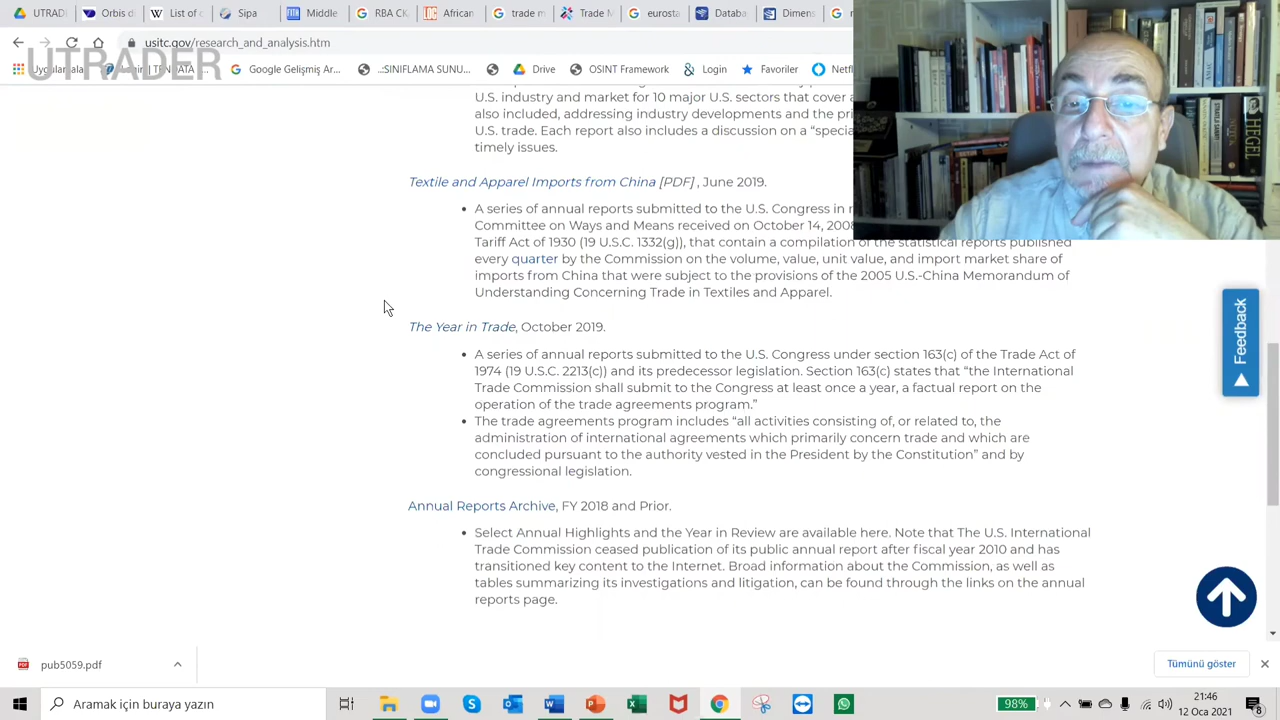 UTRADI
Orbis di
List of c
Sipa
Middle
RBA CK
African
trade m
Trade M
eurosta
Databa
Dimens
usitc.gov/research_and_analysis.htm
UTRADER
Google Gelişmiş Ar...
..:SINIFLAMA SUNU...
Drive
OSINT Framework
Login
Favoriler
Netfl
U.S. industry and market for 10 major U.S. sectors that cover a
also included, addressing industry developments and the pri
U.S. trade. Each report also includes a discussion on a “specia
timely issues.
Textile and Apparel Imports from China [PDF] , June 2019.
A series of annual reports submitted to the U.S. Congress in r
Committee on Ways and Means received on October 14, 2008
Tariff Act of 1930 (19 U.S.C. 1332(g)), that contain a compilation of the statistical reports published
every quarter by the Commission on the volume, value, unit value, and import market share of
imports from China that were subject to the provisions of the 2005 U.S.-China Memorandum of
Understanding Concerning Trade in Textiles and Apparel.
The Year in Trade, October 2019.
A series of annual reports submitted to the U.S. Congress under section 163(c) of the Trade Act of
1974 (19 U.S.C. 2213(c)) and its predecessor legislation. Section 163(c) states that “the International
Trade Commission shall submit to the Congress at least once a year, a factual report on the
operation of the trade agreements program.”
The trade agreements program includes “all activities consisting of, or related to, the
administration of international agreements which primarily concern trade and which are
concluded pursuant to the authority vested in the President by the Constitution” and by
congressional legislation.
Annual Reports Archive, FY 2018 and Prior.
Select Annual Highlights and the Year in Review are available here. Note that The U.S. International
Trade Commission ceased publication of its public annual report after fiscal year 2010 and has
transitioned key content to the Internet. Broad information about the Commission, as well as
tables summarizing its investigations and litigation, can be found through the links on the annual
reports page.
Feedback
HEGEL
pub5059.pdf
Tümünü göster
Aramak için buraya yazın
98%
21:46
12 Oca 2021
8